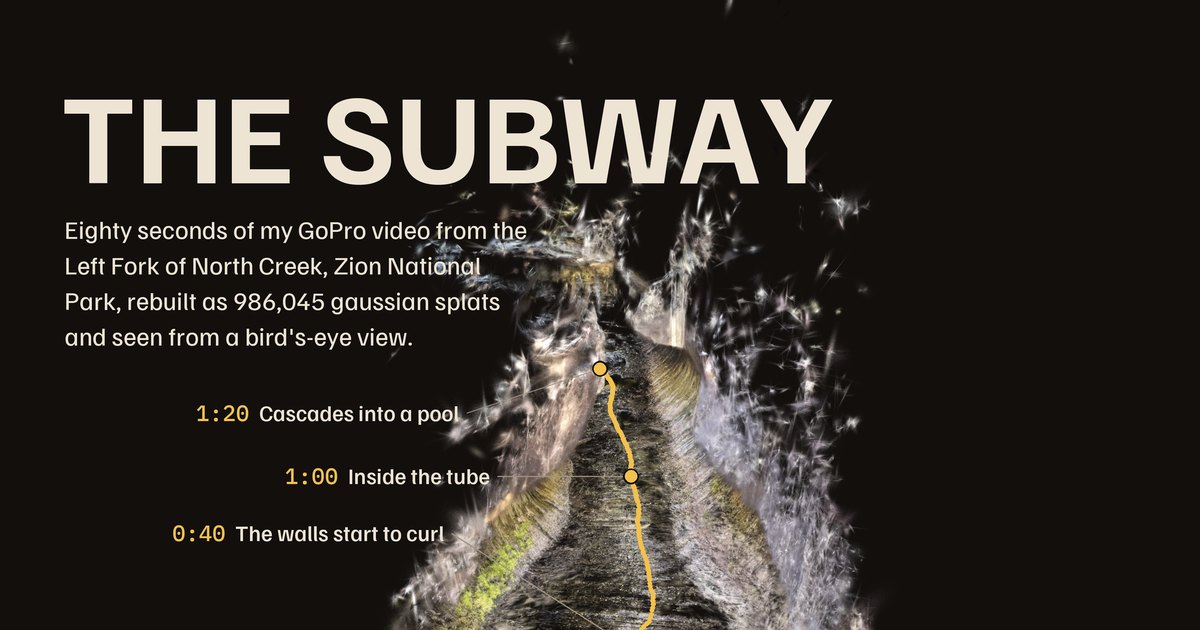 THE SUBWAY
Eighty seconds of my GoPro video from the
Left Fork of North Creek, Zion National
Park, rebuilt as 986,045 gaussian splats
and seen from a bird's-eye view.
1:20 Cascades into a pool
1:00 Inside the tube
0:40 The walls start to curl